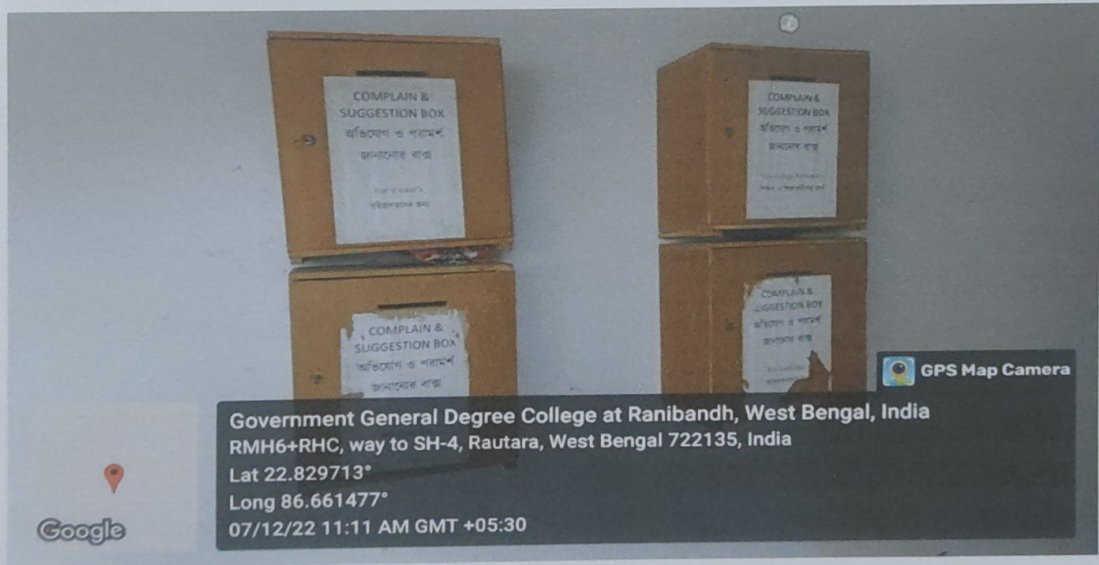 COMPLAIN &
SUGGESTION BOX
অভিযোগ ও পরামর্শ
জানানোর বাক্স
COMPLAIN &
SUGGESTION BOX
অভিযোগ ও পরামর্শ
জানানোর বাক্স
COMPLAIN &
SUGGESTION BOX
অভিযোগ ও পরামর্শ
জানানোর বাক্স
COMPLAIN &
SUGGESTION BOX
অভিযোগ ও পরামর্শ
জানানোর বাক্স
GPS Map Camera
Government General Degree College at Ranibandh, West Bengal, India
RMH6+RHC, way to SH-4, Rautara, West Bengal 722135, India
Lat 22.829713°
Long 86.661477°
07/12/22 11:11 AM GMT +05:30
Google